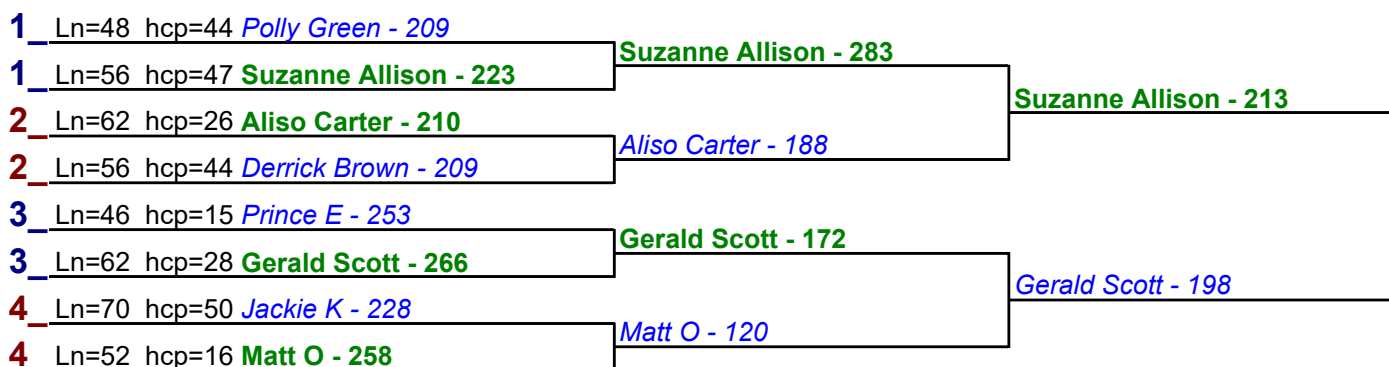 1_ Ln=48 hcp=44 Polly Green - 209
Suzanne Allison - 283
1_ Ln=56 hcp=47 Suzanne Allison - 223
Suzanne Allison - 213
2_ Ln=62 hcp=26 Aliso Carter - 210
Aliso Carter - 188
2_ Ln=56 hcp=44 Derrick Brown - 209
3_ Ln=46 hcp=15 Prince E - 253
Gerald Scott - 172
3_ Ln=62 hcp=28 Gerald Scott - 266
Gerald Scott - 198
4_ Ln=70 hcp=50 Jackie K - 228
Matt O - 120
4 Ln=52 hcp=16 Matt O - 258